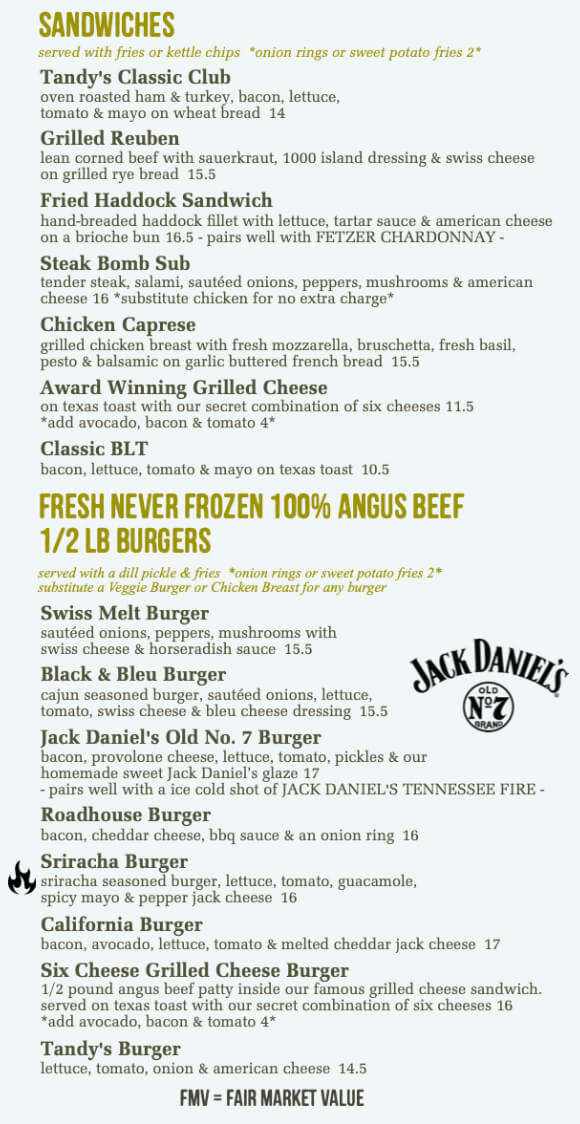 SANDWICHES
served with fries or kettle chips *onion rings or sweet potato fries 2*
Tandy's Classic Club
oven roasted ham & turkey, bacon, lettuce,
tomato & mayo on wheat bread 14
Grilled Reuben
lean corned beef with sauerkraut, 1000 island dressing & swiss cheese
on grilled rye bread 15.5
Fried Haddock Sandwich
hand-breaded haddock fillet with lettuce, tartar sauce & american cheese
on a brioche bun 16.5 - pairs well with FETZER CHARDONNAY -
Steak Bomb Sub
tender steak, salami, sautéed onions, peppers, mushrooms & american
cheese 16 *substitute chicken for no extra charge*
Chicken Caprese
grilled chicken breast with fresh mozzarella, bruschetta, fresh basil,
pesto & balsamic on garlic buttered french bread 15.5
Award Winning Grilled Cheese
on texas toast with our secret combination of six cheeses 11.5
*add avocado, bacon & tomato 4*
Classic BLT
bacon, lettuce, tomato & mayo on texas toast 10.5
FRESH NEVER FROZEN 100% ANGUS BEEF
1/2 LB BURGERS
served with a dill pickle & fries *onion rings or sweet potato fries 2*
substitute a Veggie Burger or Chicken Breast for any burger
Swiss Melt Burger
sautéed onions, peppers, mushrooms with
swiss cheese & horseradish sauce 15.5
Black & Bleu Burger
cajun seasoned burger, sautéed onions, lettuce,
tomato, swiss cheese & bleu cheese dressing 15.5
JACK DANIEL'S
OLD
Nº7
BRAND
Jack Daniel's Old No. 7 Burger
bacon, provolone cheese, lettuce, tomato, pickles & our
homemade sweet Jack Daniel's glaze 17
- pairs well with a ice cold shot of JACK DANIEL'S TENNESSEE FIRE -
Roadhouse Burger
bacon, cheddar cheese, bbq sauce & an onion ring 16
Sriracha Burger
sriracha seasoned burger, lettuce, tomato, guacamole,
spicy mayo & pepper jack cheese 16
California Burger
bacon, avocado, lettuce, tomato & melted cheddar jack cheese 17
Six Cheese Grilled Cheese Burger
1/2 pound angus beef patty inside our famous grilled cheese sandwich.
served on texas toast with our secret combination of six cheeses 16
*add avocado, bacon & tomato 4*
Tandy's Burger
lettuce, tomato, onion & american cheese 14.5
FMV = FAIR MARKET VALUE